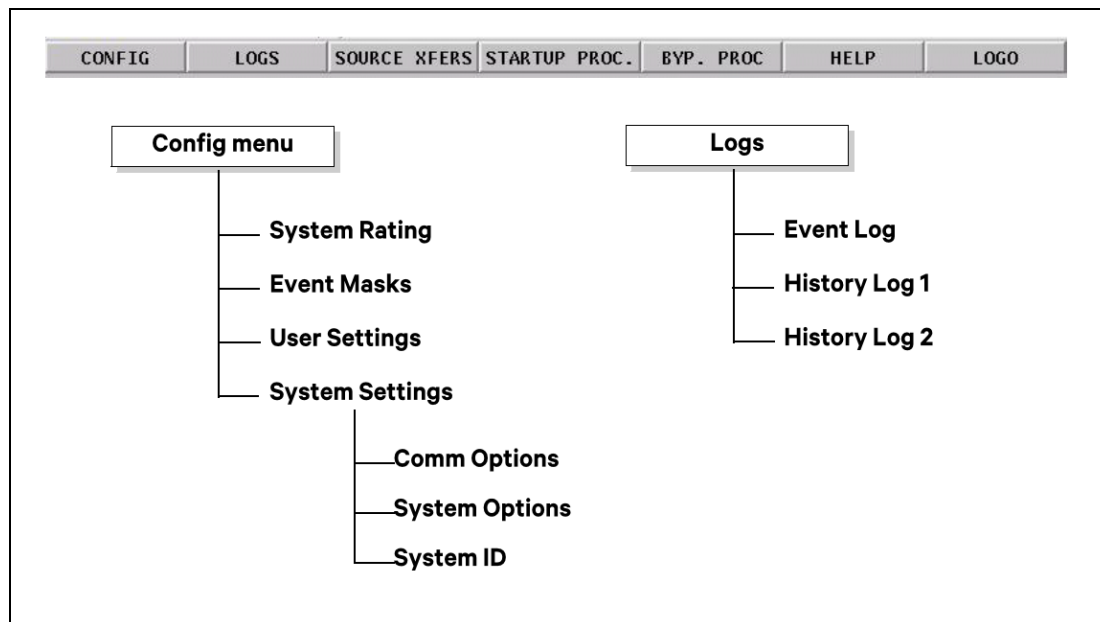 CONFIG LOGS SOURCE XFERS STARTUP PROC. BYP. PROC HELP LOGO
Config menu
System Rating
Event Masks
User Settings
System Settings
Comm Options
System Options
System ID
Logs
Event Log
History Log 1
History Log 2